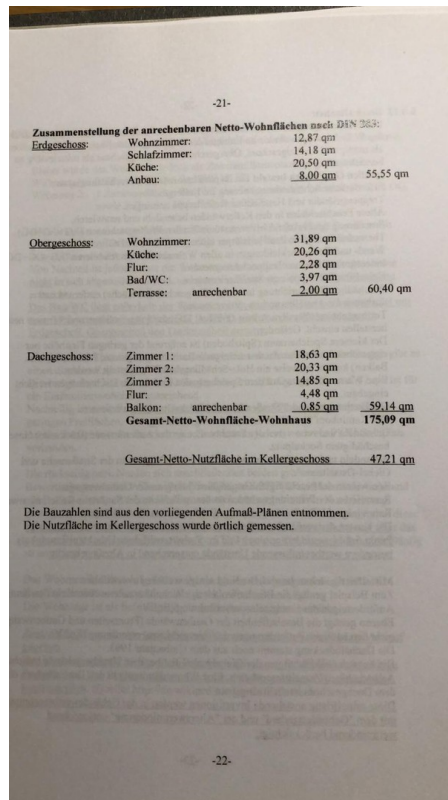 -21-
Zusammenstellung der anrechenbaren Netto-Wohnflächen nach DIN 283:
Erdgeschoss: Wohnzimmer: 12,87 qm
Schlafzimmer: 14,18 qm
Küche: 20,50 qm
Anbau: 8,00 qm 55,55 qm
Obergeschoss: Wohnzimmer: 31,89 qm
Küche: 20,26 qm
Flur: 2,28 qm
Bad/WC: 3,97 qm
Terrasse: anrechenbar 2,00 qm 60,40 qm
Dachgeschoss: Zimmer 1: 18,63 qm
Zimmer 2: 20,33 qm
Zimmer 3 14,85 qm
Flur: 4,48 qm
Balkon: anrechenbar 0,85 qm 59,14 qm
Gesamt-Netto-Wohnfläche-Wohnhaus 175,09 qm
Gesamt-Netto-Nutzfläche im Kellergeschoss 47,21 qm
Die Bauzahlen sind aus den vorliegenden Aufmaß-Plänen entnommen.
Die Nutzfläche im Kellergeschoss wurde örtlich gemessen.
-22-